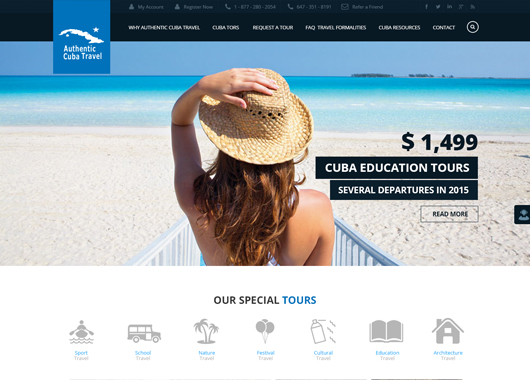 My Account
Register Now
1 - 877 - 280 - 2054
647 - 351 - 8191
Refer a Friend
Authentic
Cuba Travel
WHY AUTHENTIC CUBA TRAVEL
CUBA TORS
REQUEST A TOUR
FAQ TRAVEL FORMALITIES
CUBA RESOURCES
CONTACT
$ 1,499
CUBA EDUCATION TOURS
SEVERAL DEPARTURES IN 2015
READ MORE
OUR SPECIAL TOURS
Sport
Travel
School
Travel
Nature
Travel
Festival
Travel
Cultural
Travel
Education
Travel
Architecture
Travel